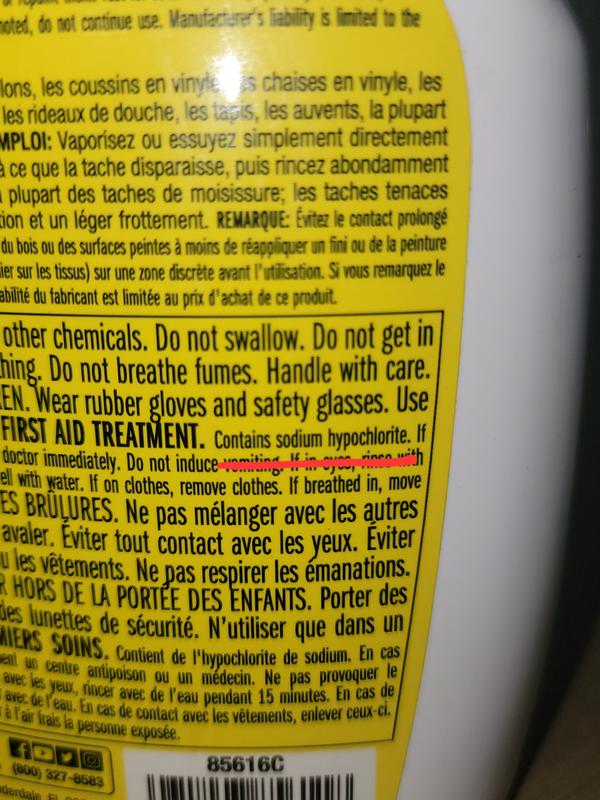 noted, do not continue use. Manufacturer's liability is limited to the
lons, les coussins en vinyle, les chaises en vinyle, les
les rideaux de douche, les tapis, les auvents, la plupart
MPLOI: Vaporisez ou essuyez simplement directement
à ce que la tache disparaisse, puis rincez abondamment
plupart des taches de moisissure; les taches tenaces
tion et un léger frottement. REMARQUE: Évitez le contact prolongé
du bois ou des surfaces peintes à moins de réappliquer un fini ou de la peinture
ier sur les tissus) sur une zone discrète avant l'utilisation. Si vous remarquez le
abilité du fabricant est limitée au prix d'achat de ce produit.
other chemicals. Do not swallow. Do not get in
hing. Do not breathe fumes. Handle with care.
EN. Wear rubber gloves and safety glasses. Use
FIRST AID TREATMENT. Contains sodium hypochlorite. If
doctor immediately. Do not induce vomiting. If in eyes, rinse with
ell with water. If on clothes, remove clothes. If breathed in, move
ES BRÛLURES. Ne pas mélanger avec les autres
avaler. Éviter tout contact avec les yeux. Éviter
u les vêtements. Ne pas respirer les émanations.
R HORS DE LA PORTÉE DES ENFANTS. Porter des
des lunettes de sécurité. N'utiliser que dans un
MIERS SOINS. Contient de l'hypochlorite de sodium. En cas
ment un centre antipoison ou un médecin. Ne pas provoquer le
avec les yeux, rincer avec de l'eau pendant 15 minutes. En cas de
avec de l'eau. En cas de contact avec les vêtements, enlever ceux-ci.
r à l'air frais la personne exposée.
(800) 327-8583
85616C